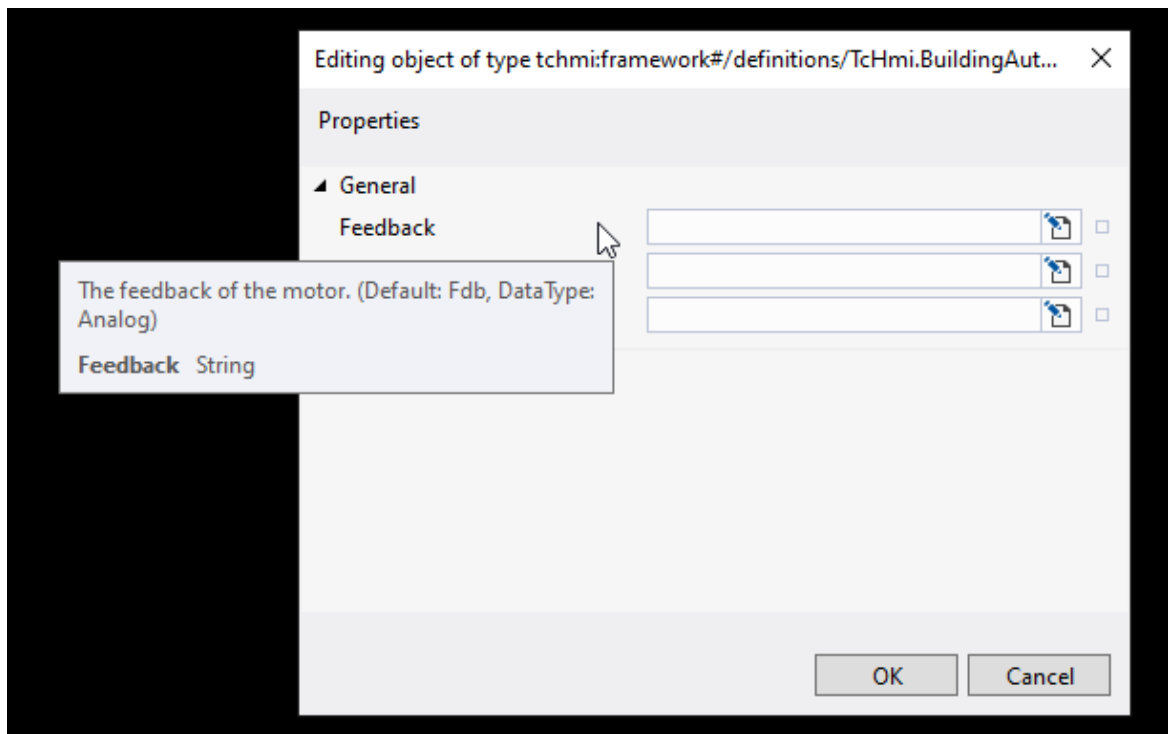 Editing object of type tchmi:framework#/definitions/TcHmi.BuildingAut...
Properties
General
Feedback
The feedback of the motor. (Default: Fdb, DataType:
Analog)
Feedback String
OK
Cancel